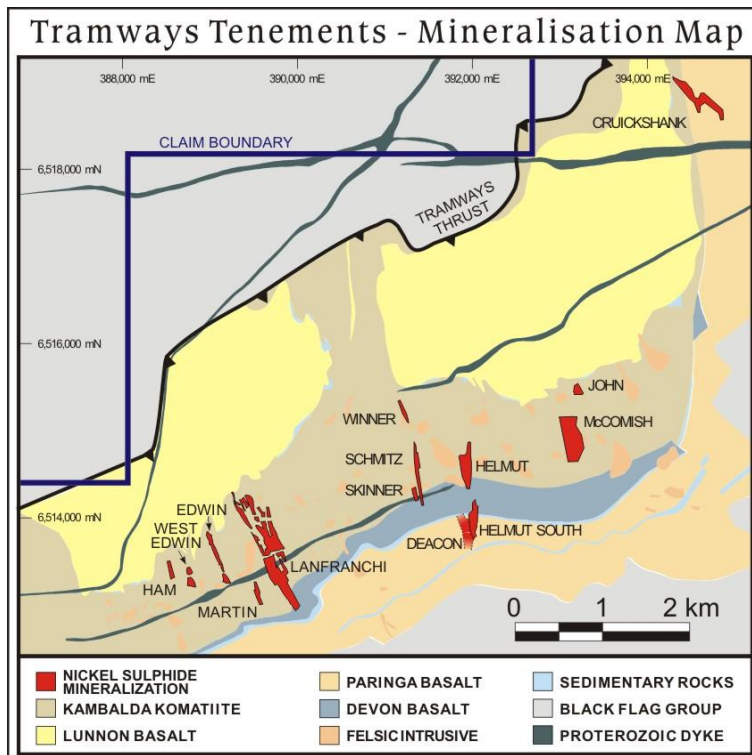 Tramways Tenements - Mineralisation Map
388,000 mE
390,000 mE
392,000 mE
394,000 mE
CRUICKSHANK
CLAIM BOUNDARY
6,518,000 mN
TRAMWAYS
THRUST
6,516,000 mN
JOHN
WINNER
McCOMISH
SCHMITZ
HELMUT
SKINNER
6,514,000 mN
EDWIN
WEST
EDWIN
HELMUT SOUTH
DEACON
LANFRANCHI
HAM
MARTIN
0 1 2 km
NICKEL SULPHIDE
MINERALIZATION
KAMBALDA KOMATIITE
LUNNON BASALT
PARINGA BASALT
DEVON BASALT
FELSIC INTRUSIVE
SEDIMENTARY ROCKS
BLACK FLAG GROUP
PROTEROZOIC DYKE